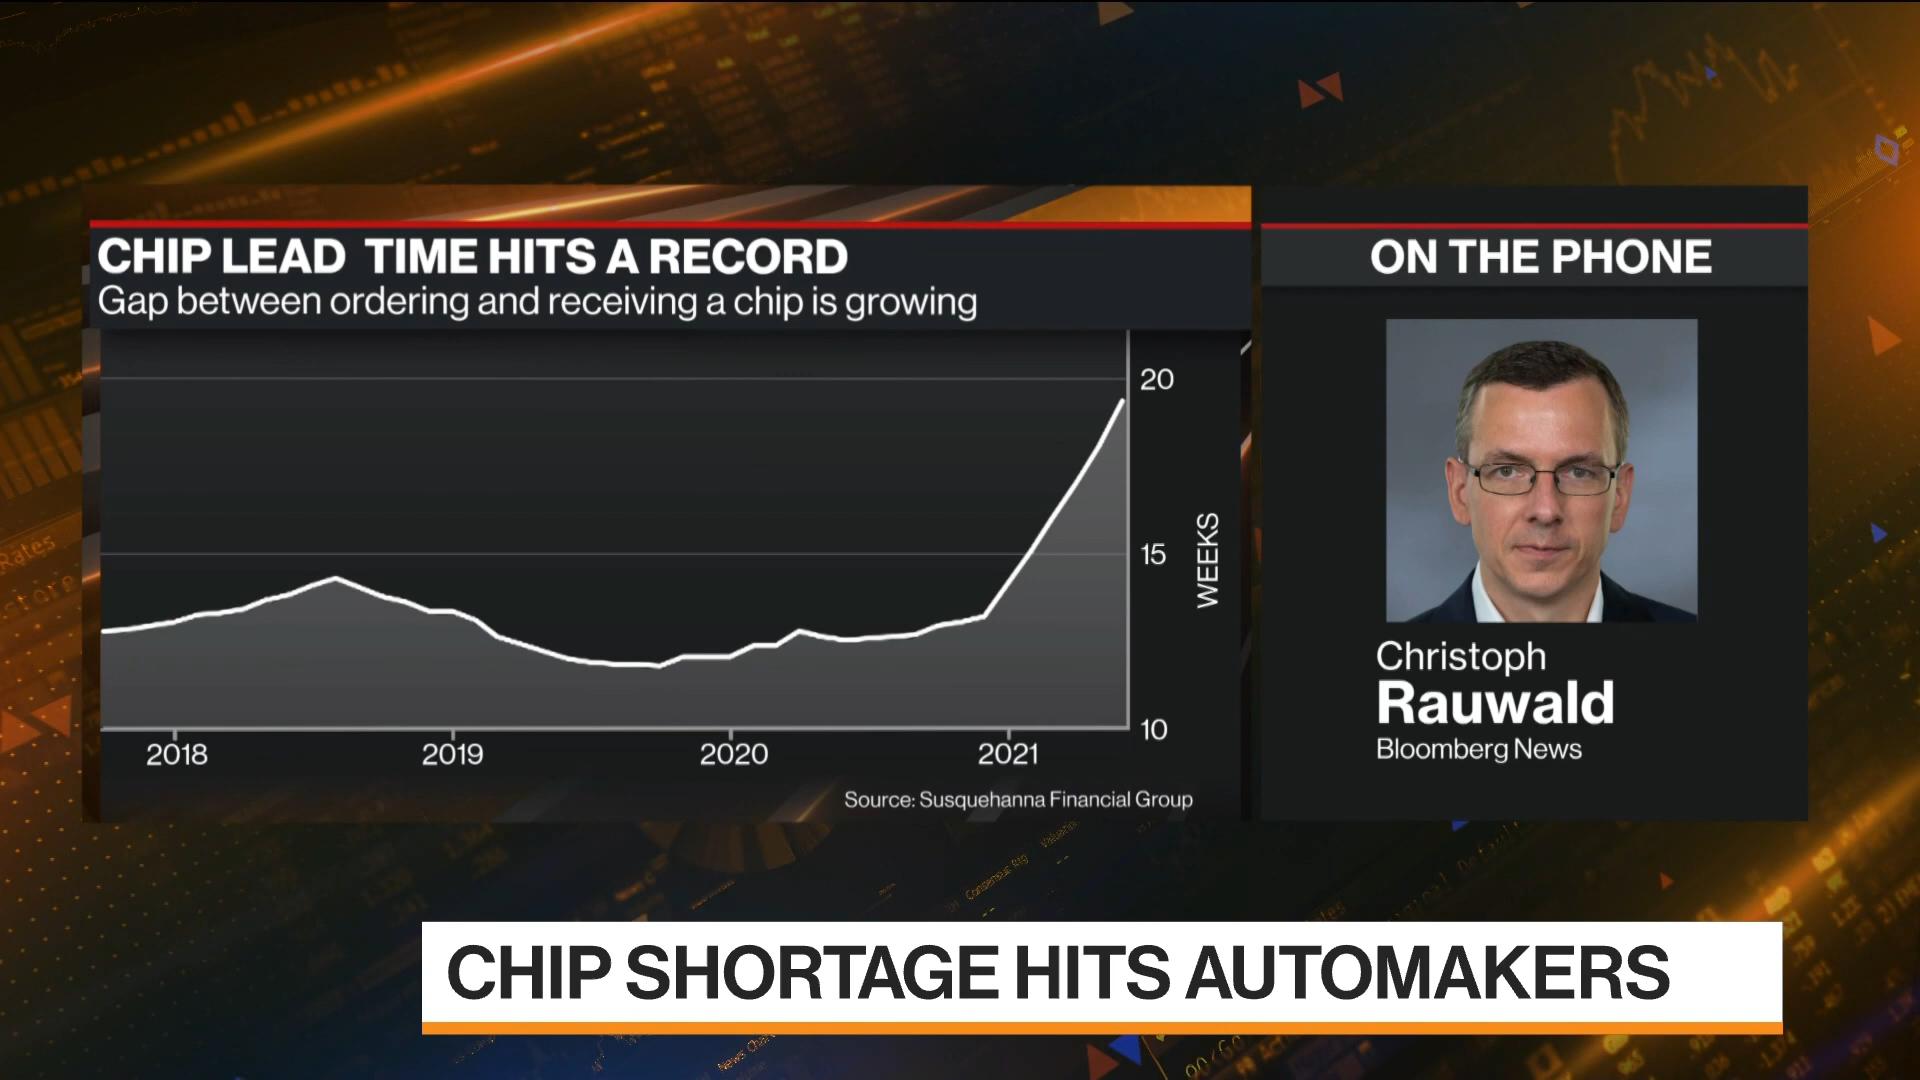 CHIP LEAD TIME HITS A RECORD
Gap between ordering and receiving a chip is growing
20
15
10
WEEKS
2018
2019
2020
2021
Source: Susquehanna Financial Group
ON THE PHONE
Christoph
Rauwald
Bloomberg News
CHIP SHORTAGE HITS AUTOMAKERS
Rates